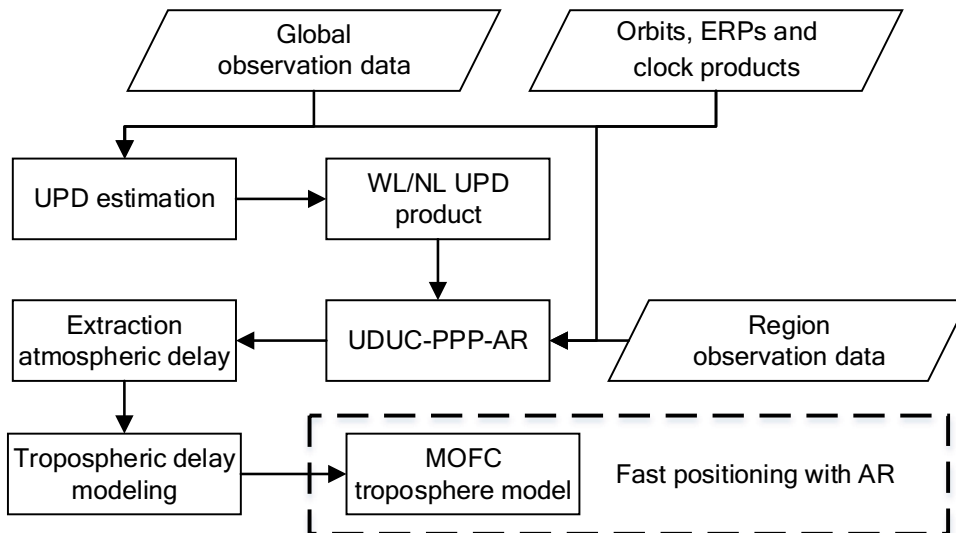 Global
observation data
Orbits, ERPs and
clock products
UPD estimation
WL/NL UPD
product
Extraction
atmospheric delay
UDUC-PPP-AR
Region
observation data
Tropospheric delay
modeling
MOFC
troposphere model
Fast positioning with AR